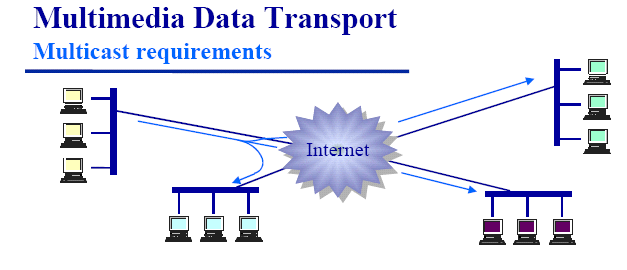 Multimedia Data Transport
Multicast requirements
Internet